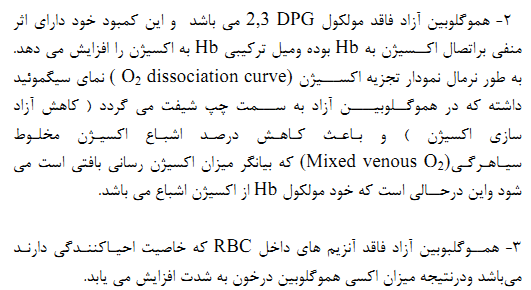 ۲- هموگلوبین آزاد فاقد مولکول 2,3 DPG می باشد و این کمبود خود دارای اثر
منفی براتصال اکسیژن به Hb بوده ومیل ترکیبی Hb به اکسیژن را افزایش می دهد.
به طور نرمال نمودار تجزیه اکسیژن (O2 dissociation curve ) نمای سیگموئید
داشته که در هموگلوبین آزاد به سمت چپ شیفت می گردد ( کاهش آزاد
سازی اکسیژن ) و باعث کاهش درصد اشباع اکسیژن مخلوط
سیاهرگی(Mixed venous O2) که بیانگر میزان اکسیژن رسانی بافتی است می
شود واین درحالی است که خود مولکول Hb از اکسیژن اشباع می باشد.
۳- هموگلبوبین آزاد فاقد آنزیم های داخل RBC که خاصیت احیاکنندگی دارند
می‌باشد ودرنتیجه میزان اکسی هموگلوبین درخون به شدت افزایش می یابد.